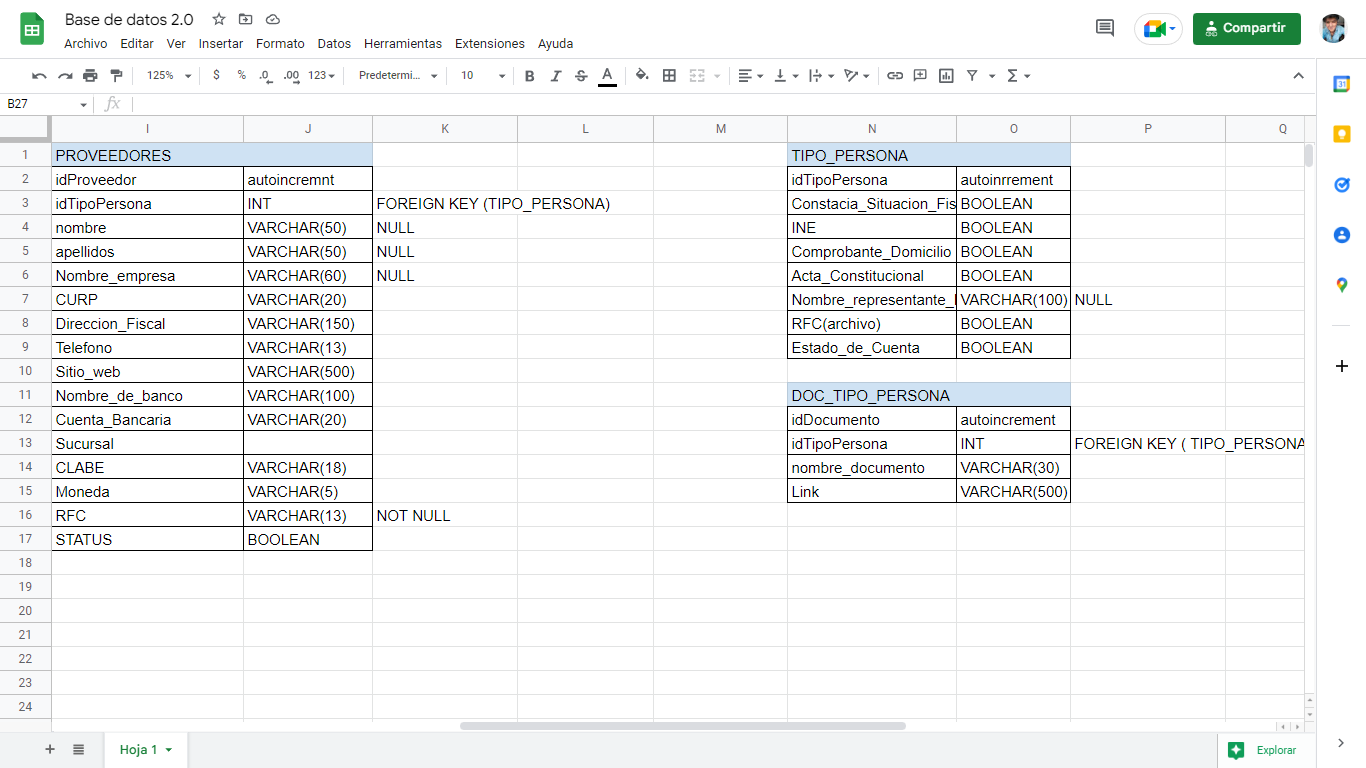 Base de datos 2.0
Archivo Editar Ver Insertar Formato Datos Herramientas Extensiones Ayuda
Compartir
125% $ % .0 .00 123 Predetermi... 10 B I S A
B27 fx
I J K L M N O P Q
1 PROVEEDORES TIPO_PERSONA
2 idProveedor autoincremnt idTipoPersona autoinrrement
3 idTipoPersona INT FOREIGN KEY (TIPO_PERSONA) Constacia_Situacion_Fis BOOLEAN
4 nombre VARCHAR(50) NULL INE BOOLEAN
5 apellidos VARCHAR(50) NULL Comprobante_Domicilio BOOLEAN
6 Nombre_empresa VARCHAR(60) NULL Acta_Constitucional BOOLEAN
7 CURP VARCHAR(20) Nombre_representante_ VARCHAR(100) NULL
8 Direccion_Fiscal VARCHAR(150) RFC(archivo) BOOLEAN
9 Telefono VARCHAR(13) Estado_de_Cuenta BOOLEAN
10 Sitio_web VARCHAR(500)
11 Nombre_de_banco VARCHAR(100) DOC_TIPO_PERSONA
12 Cuenta_Bancaria VARCHAR(20) idDocumento autoincrement
13 Sucursal idTipoPersona INT FOREIGN KEY ( TIPO_PERSONA
14 CLABE VARCHAR(18) nombre_documento VARCHAR(30)
15 Moneda VARCHAR(5) Link VARCHAR(500)
16 RFC VARCHAR(13) NOT NULL
17 STATUS BOOLEAN
18
19
20
21
22
23
24
Hoja 1
Explorar